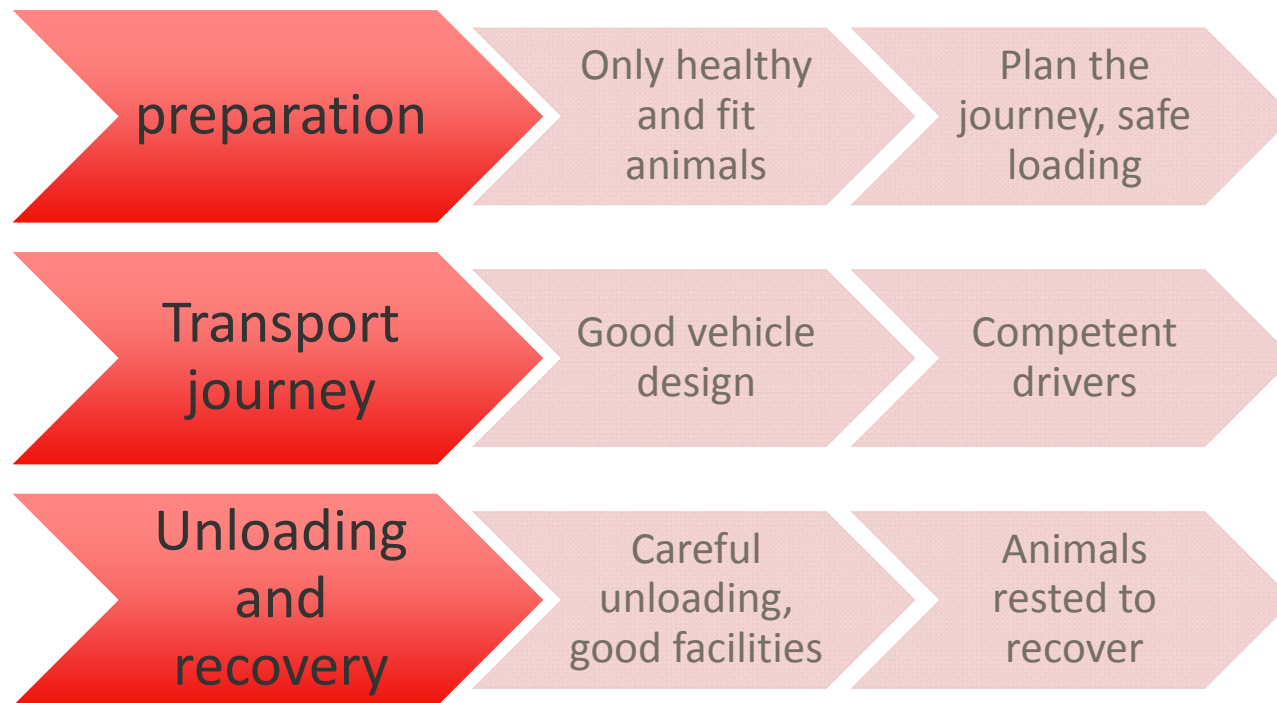 preparation
Only healthy
and fit
animals
Plan the
journey, safe
loading
Transport
journey
Good vehicle
design
Competent
drivers
Unloading
and
recovery
Careful
unloading,
good facilities
Animals
rested to
recover